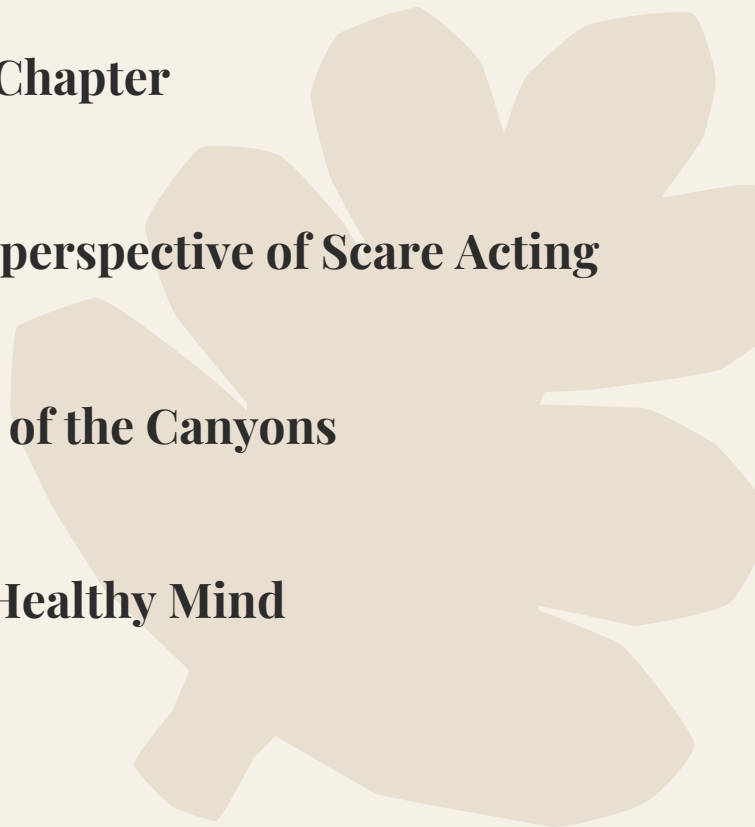 Chapter
perspective of Scare Acting
of the Canyons
Healthy Mind